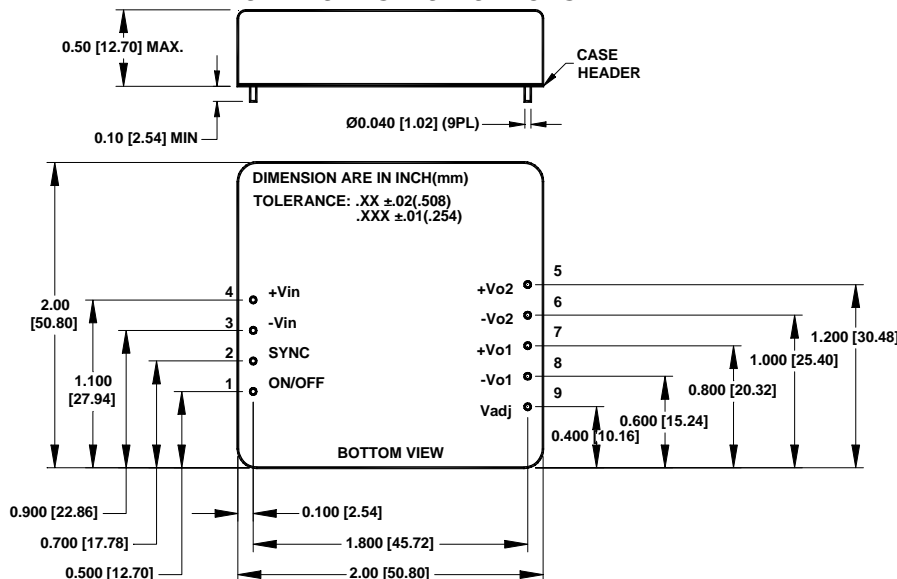 0.50 [12.70] MAX.
CASE
HEADER
0.10 [2.54] MIN
Ø0.040 [1.02] (9PL)
DIMENSION ARE IN INCH(mm)
TOLERANCE: .XX ±.02(.508)
.XXX ±.01(.254)
2.00
[50.80]
1.100
[27.94]
4 +Vin
3 -Vin
2 SYNC
1 ON/OFF
+Vo2 5
-Vo2 6
+Vo1 7
-Vo1 8
Vadj 9
1.200 [30.48]
1.000 [25.40]
0.800 [20.32]
0.600 [15.24]
0.400 [10.16]
BOTTOM VIEW
0.900 [22.86]
0.700 [17.78]
0.500 [12.70]
0.100 [2.54]
1.800 [45.72]
2.00 [50.80]